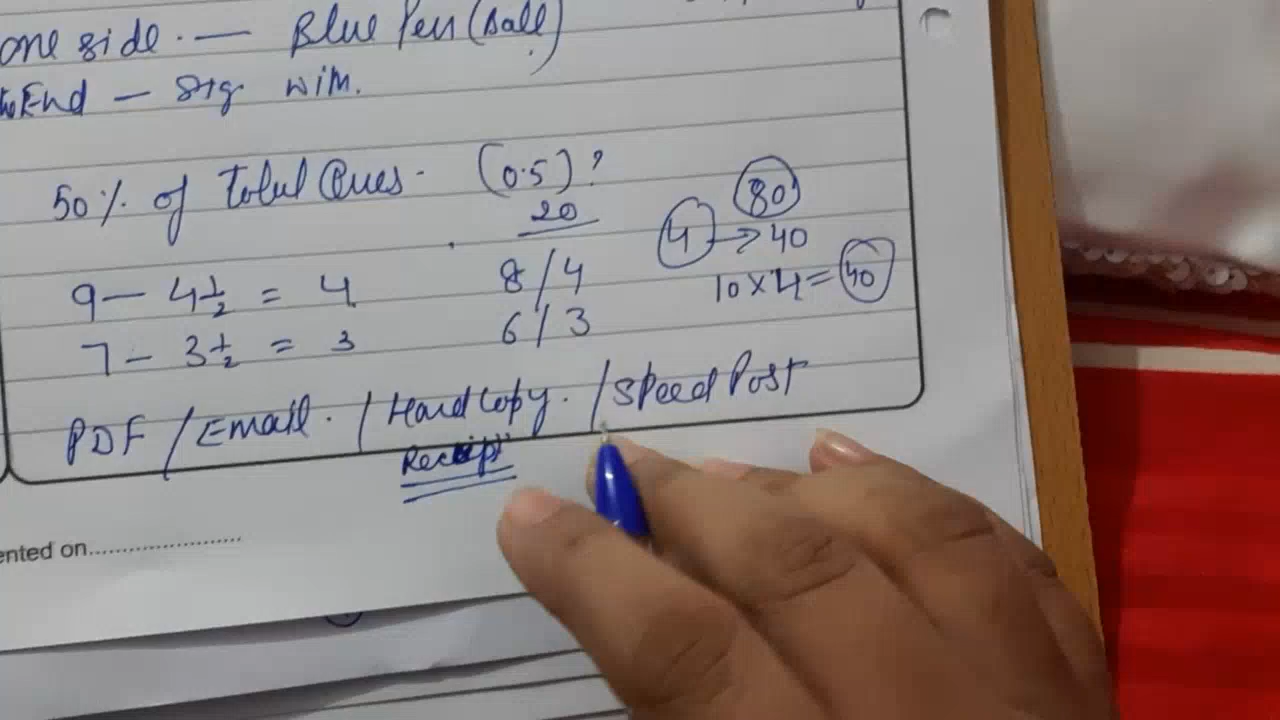 one side. — Blue Pen (Ball)
End — Sig with.
50% of Total Ques. (0.5)?
20
80
4 → 40
9 — 4½ = 4 8/4 10 x 4 = 40
7 — 3½ = 3 6/3
PDF / Email. / Hard Copy. / Speed Post
Receipt
ented on........................